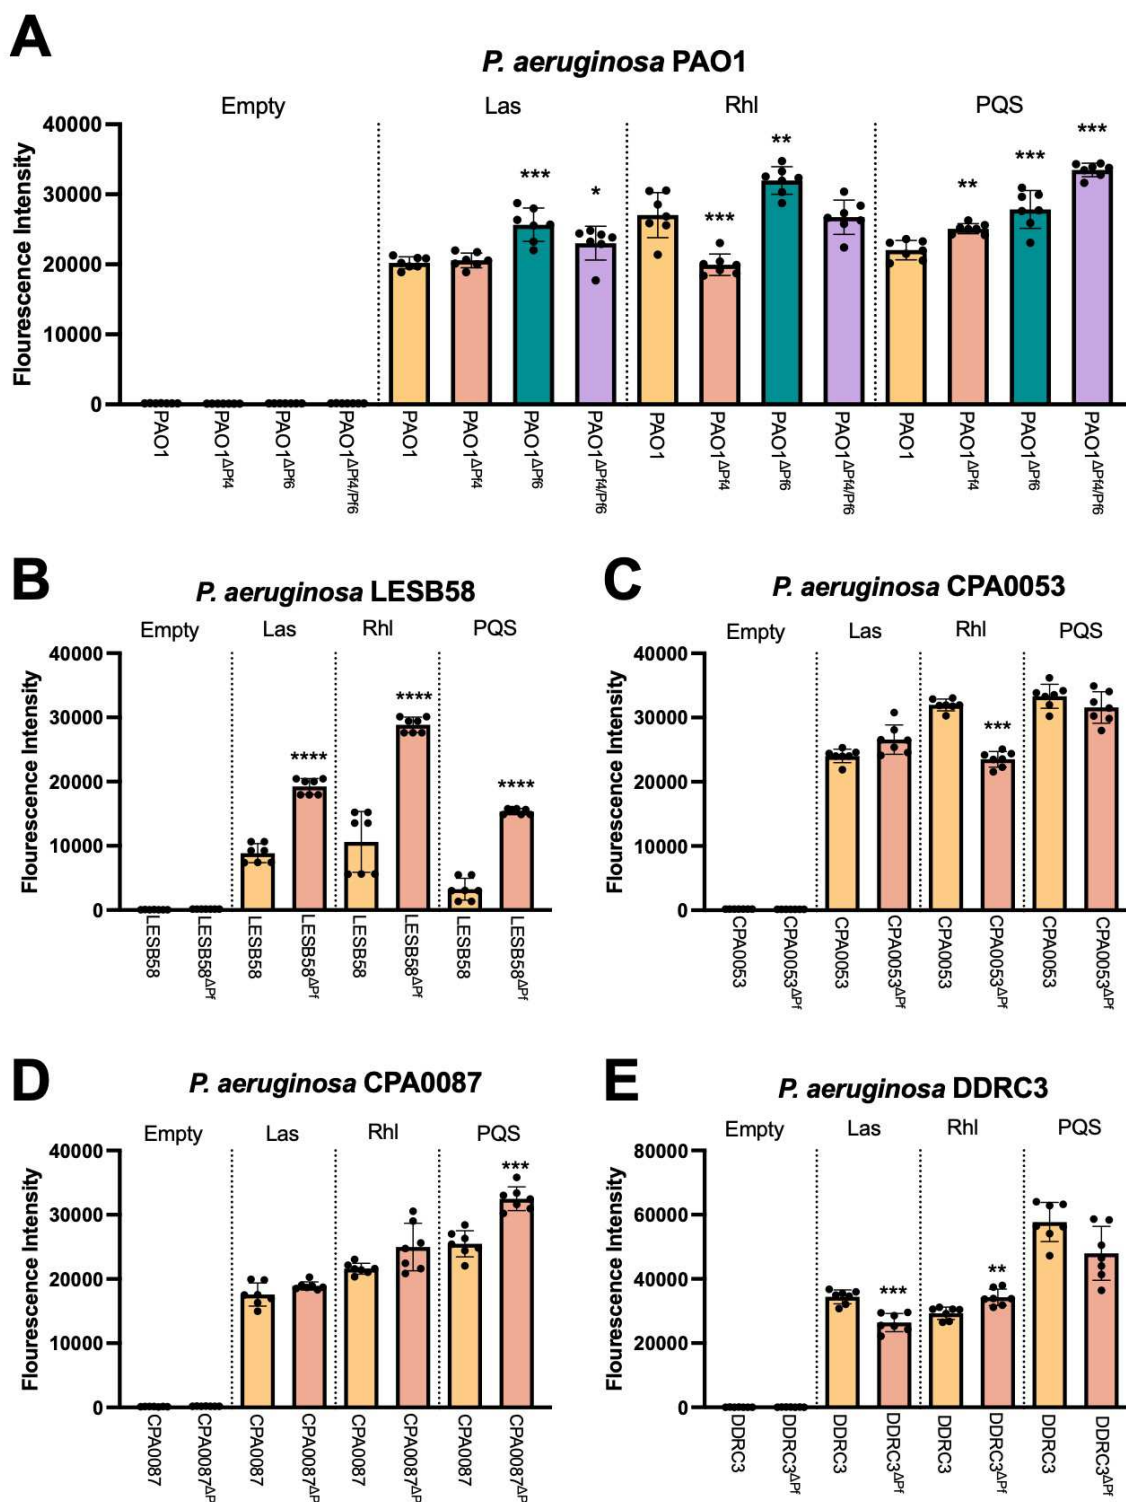 A
P. aeruginosa PAO1
Empty Las Rhl PQS
Flourescence Intensity
40000
30000
20000
10000
0
*** * *** ** ** *** ***
PAO1 PAO1ΔPf4 PAO1ΔPf6 PAO1ΔPf4/Pf6 PAO1 PAO1ΔPf4 PAO1ΔPf6 PAO1ΔPf4/Pf6 PAO1 PAO1ΔPf4 PAO1ΔPf6 PAO1ΔPf4/Pf6 PAO1 PAO1ΔPf4 PAO1ΔPf6 PAO1ΔPf4/Pf6
B
P. aeruginosa LESB58
Empty Las Rhl PQS
Flourescence Intensity
40000
30000
20000
10000
0
**** **** ****
LESB58 LESB58ΔPf LESB58 LESB58ΔPf LESB58 LESB58ΔPf LESB58 LESB58ΔPf
C
P. aeruginosa CPA0053
Empty Las Rhl PQS
Flourescence Intensity
40000
30000
20000
10000
0
***
CPA0053 CPA0053ΔPf CPA0053 CPA0053ΔPf CPA0053 CPA0053ΔPf CPA0053 CPA0053ΔPf
D
P. aeruginosa CPA0087
Empty Las Rhl PQS
Flourescence Intensity
40000
30000
20000
10000
0
***
CPA0087 CPA0087ΔP CPA0087 CPA0087ΔP CPA0087 CPA0087ΔP CPA0087 CPA0087ΔP
E
P. aeruginosa DDRC3
Empty Las Rhl PQS
Flourescence Intensity
80000
60000
40000
20000
0
*** **
DDRC3 DDRC3ΔPf DDRC3 DDRC3ΔPf DDRC3 DDRC3ΔPf DDRC3 DDRC3ΔPf